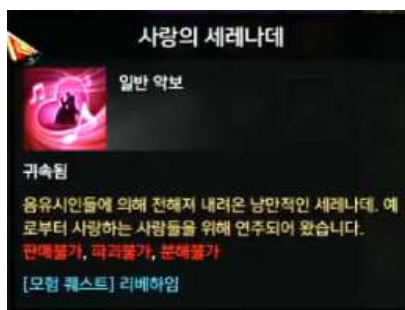 사랑의 세레나데
일반 악보
귀속됨
음유시인들에 의해 전해져 내려온 낭만적인 세레나데. 예
로부터 사랑하는 사람들을 위해 연주되어 왔습니다.
판매불가, 파괴불가, 분해불가
[모험 퀘스트] 리베하임